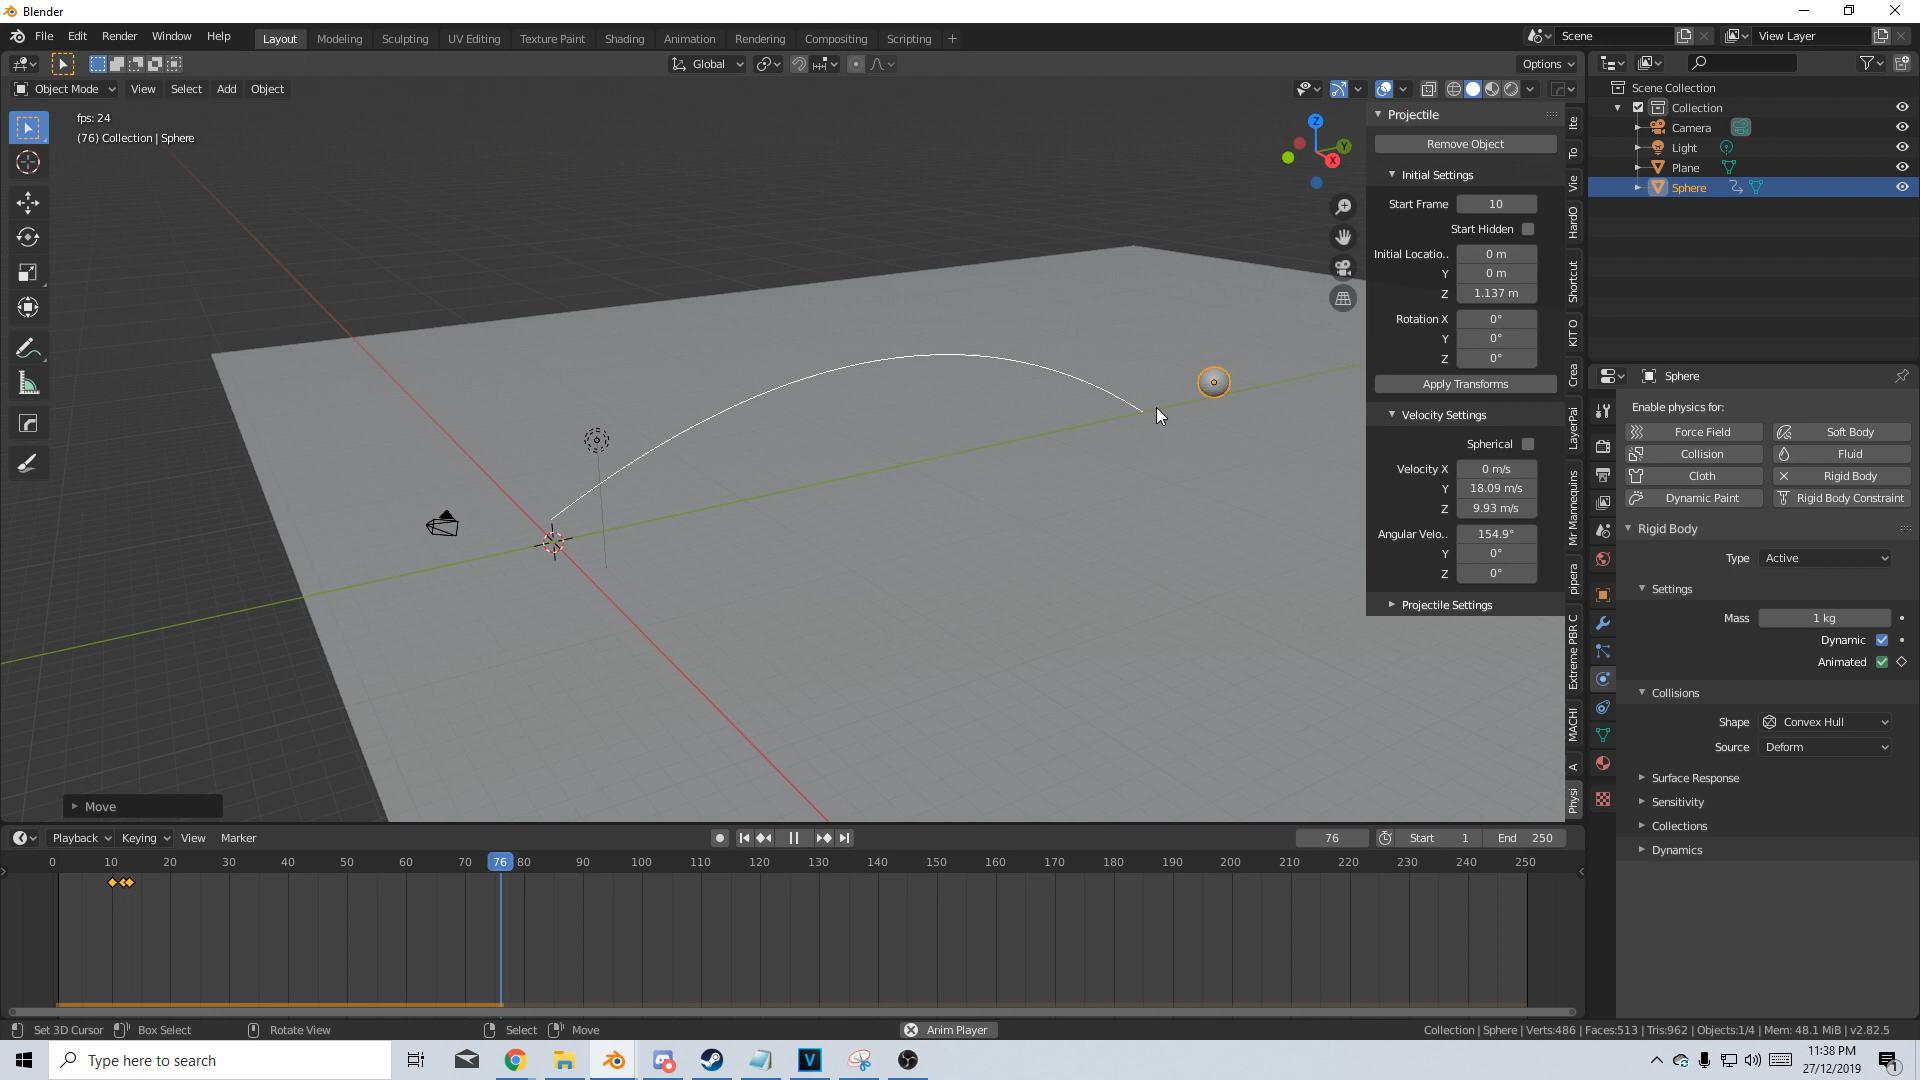 Blender
File Edit Render Window Help
Layout Modeling Sculpting UV Editing Texture Paint Shading Animation Rendering Compositing Scripting +
Scene
View Layer
Global
Options
Object Mode View Select Add Object
fps: 24
(76) Collection | Sphere
Z
Y
X
Projectile
Remove Object
Initial Settings
Start Frame 10
Start Hidden
Initial Locatio.. 0 m
Y 0 m
Z 1.137 m
Rotation X 0°
Y 0°
Z 0°
Apply Transforms
Velocity Settings
Spherical
Velocity X 0 m/s
Y 18.09 m/s
Z 9.93 m/s
Angular Velo.. 154.9°
Y 0°
Z 0°
Projectile Settings
Ite
To
Vie
HardO
Shortcut
KIT O
Crea
LayerPai
Mr Mannequins
pipera
Extreme PBR C
MACHI
A
Physi
Scene Collection
Collection
Camera
Light
Plane
Sphere
Sphere
Enable physics for:
Force Field Soft Body
Collision Fluid
Cloth Rigid Body
Dynamic Paint Rigid Body Constraint
Rigid Body
Type Active
Settings
Mass 1 kg
Dynamic
Animated
Collisions
Shape Convex Hull
Source Deform
Surface Response
Sensitivity
Collections
Dynamics
Move
Playback Keying View Marker
76 Start 1 End 250
0 10 20 30 40 50 60 70 76 80 90 100 110 120 130 140 150 160 170 180 190 200 210 220 230 240 250
Set 3D Cursor Box Select Rotate View Select Move Anim Player
Collection | Sphere | Verts:486 | Faces:513 | Tris:962 | Objects:1/4 | Mem: 48.1 MiB | v2.82.5
Type here to search
V
11:38 PM
27/12/2019
1